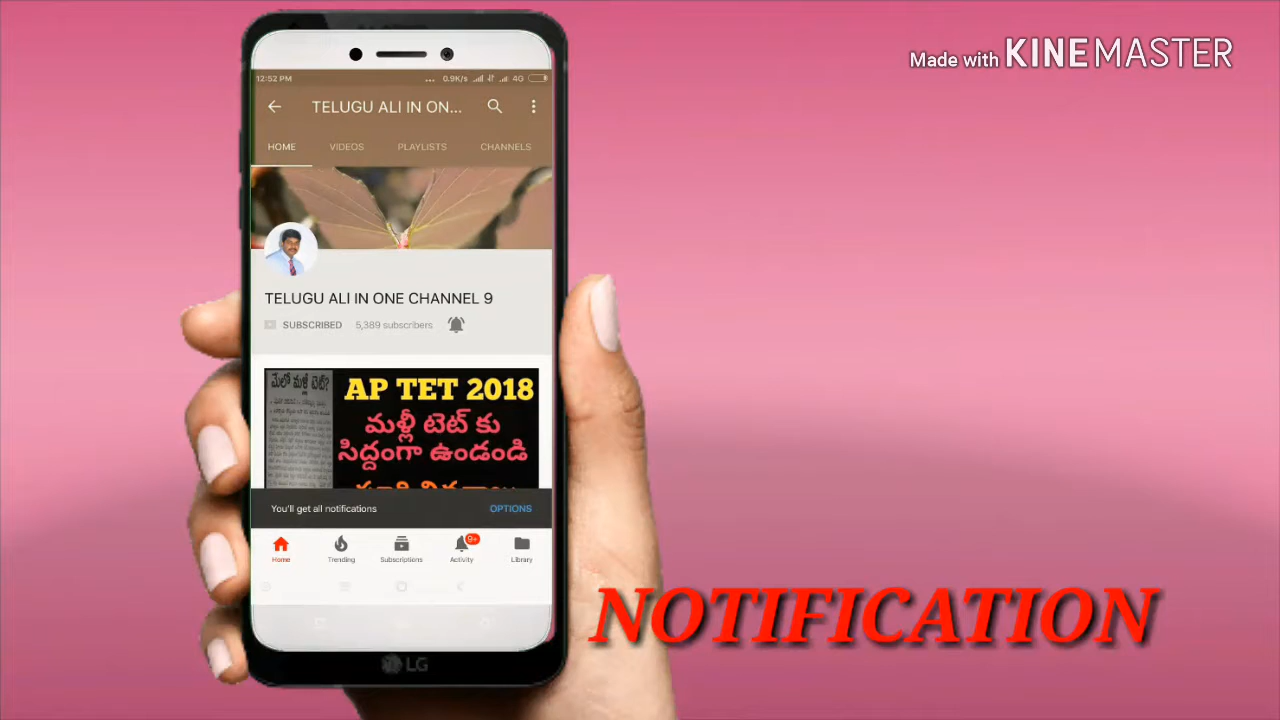 Made with KINEMASTER
12:52 PM
... 0.9K/s 4G
TELUGU ALI IN ON...
HOME VIDEOS PLAYLISTS CHANNELS
TELUGU ALI IN ONE CHANNEL 9
SUBSCRIBED 5,389 subscribers
మేలో మళ్లీ టెట్?
AP TET 2018
మళ్లీ టెట్ కు
సిద్దంగా ఉండండి
You'll get all notifications OPTIONS
9+
Home Trending Subscriptions Activity Library
NOTIFICATION
LG